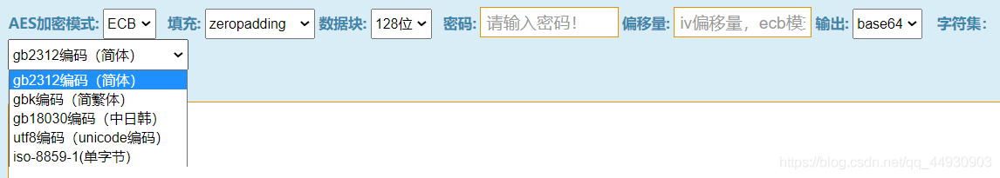 AES加密模式: ECB 填充: zeropadding 数据块: 128位 密码: 请输入密码! 偏移量: iv偏移量，ecb模 输出: base64 字符集:
gb2312编码（简体）
gb2312编码（简体）
gbk编码（简繁体）
gb18030编码（中日韩）
utf8编码（unicode编码）
iso-8859-1(单字节)
https://blog.csdn.net/qq_44930903